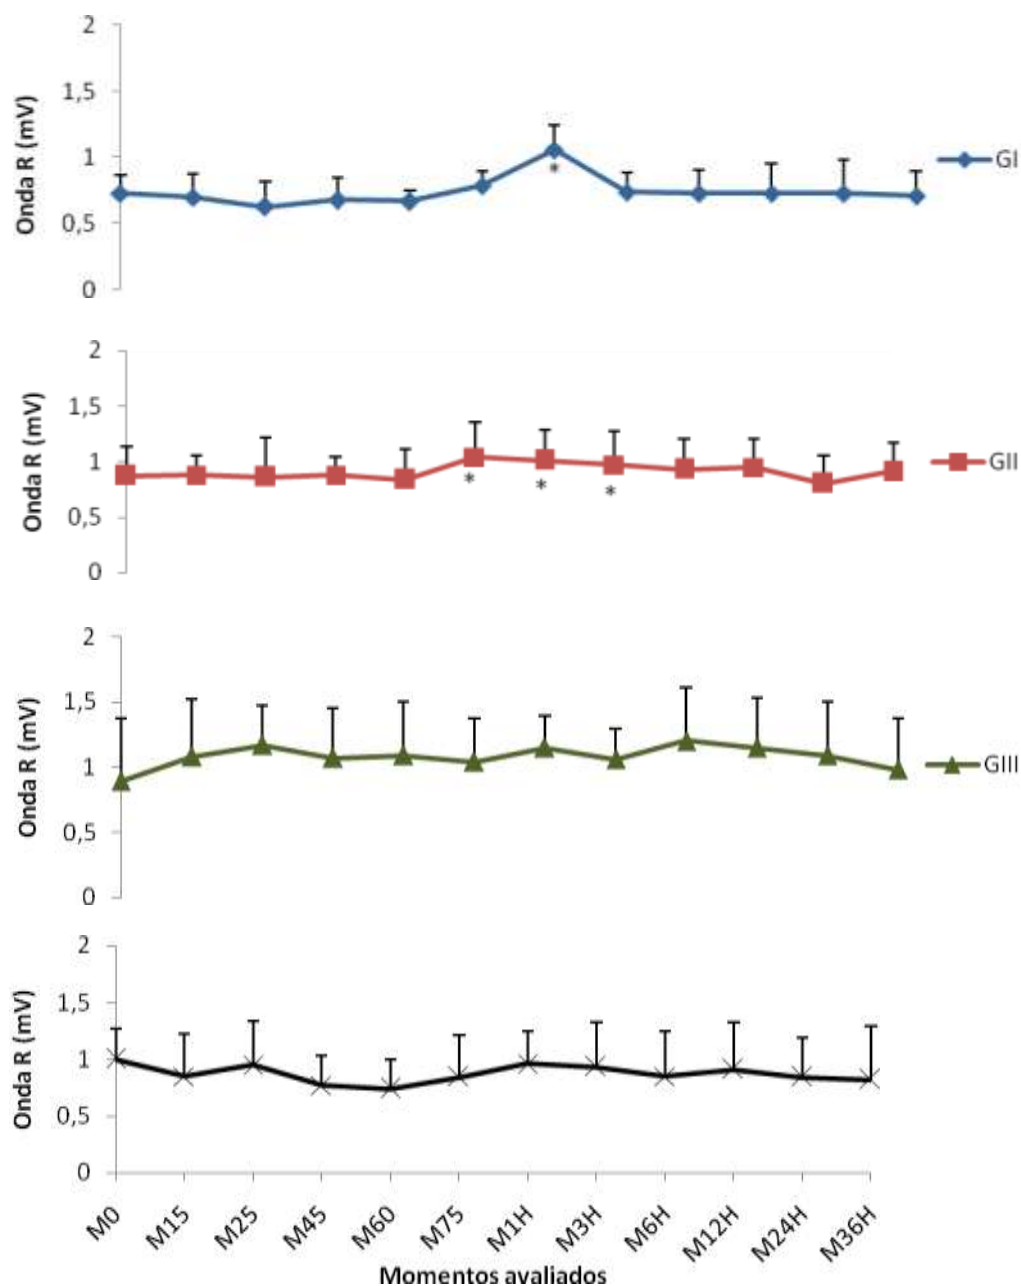 2
1,5
1
0,5
0
Onda R (mV)
*
GI
2
1,5
1
0,5
0
Onda R (mV)
* * *
GII
2
1,5
1
0,5
0
Onda R (mV)
GIII
2
1,5
1
0,5
0
Onda R (mV)
M0 M15 M25 M45 M60 M75 M1H M3H M6H M12H M24H M36H
Momentos avaliados